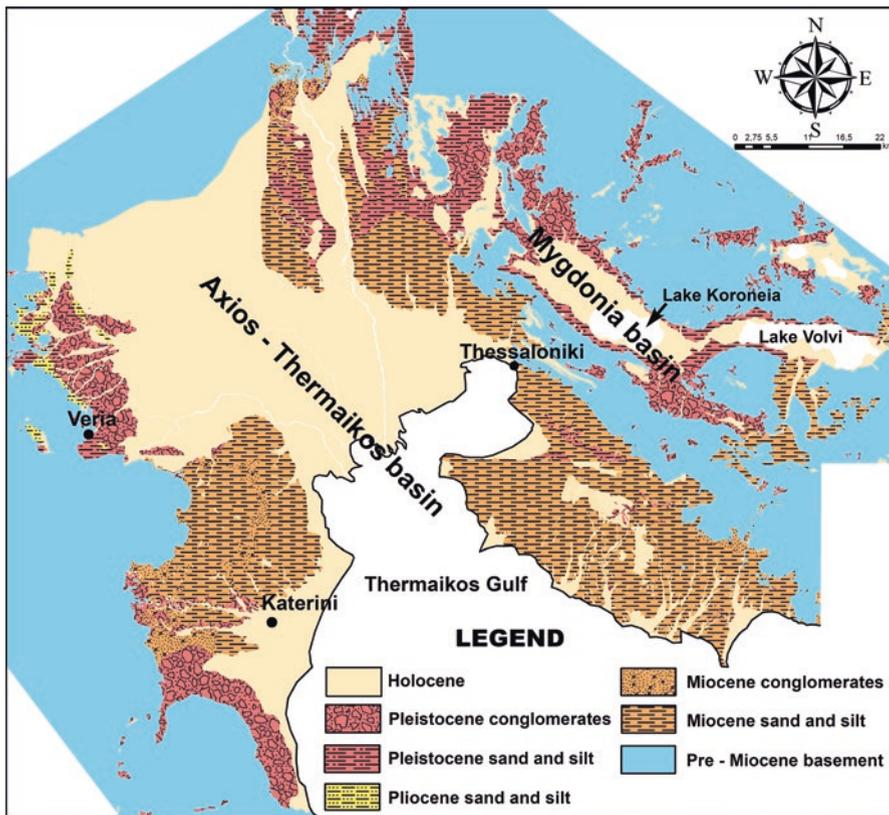 N
W E
S
0 2,75 5,5 11 16,5 22
km
Mygdonia basin
Lake Koroneia
Lake Volvi
Axios - Thermaikos basin
Thessaloniki
Veria
Thermaikos Gulf
Katerini
LEGEND
Holocene
Pleistocene conglomerates
Pleistocene sand and silt
Pliocene sand and silt
Miocene conglomerates
Miocene sand and silt
Pre - Miocene basement